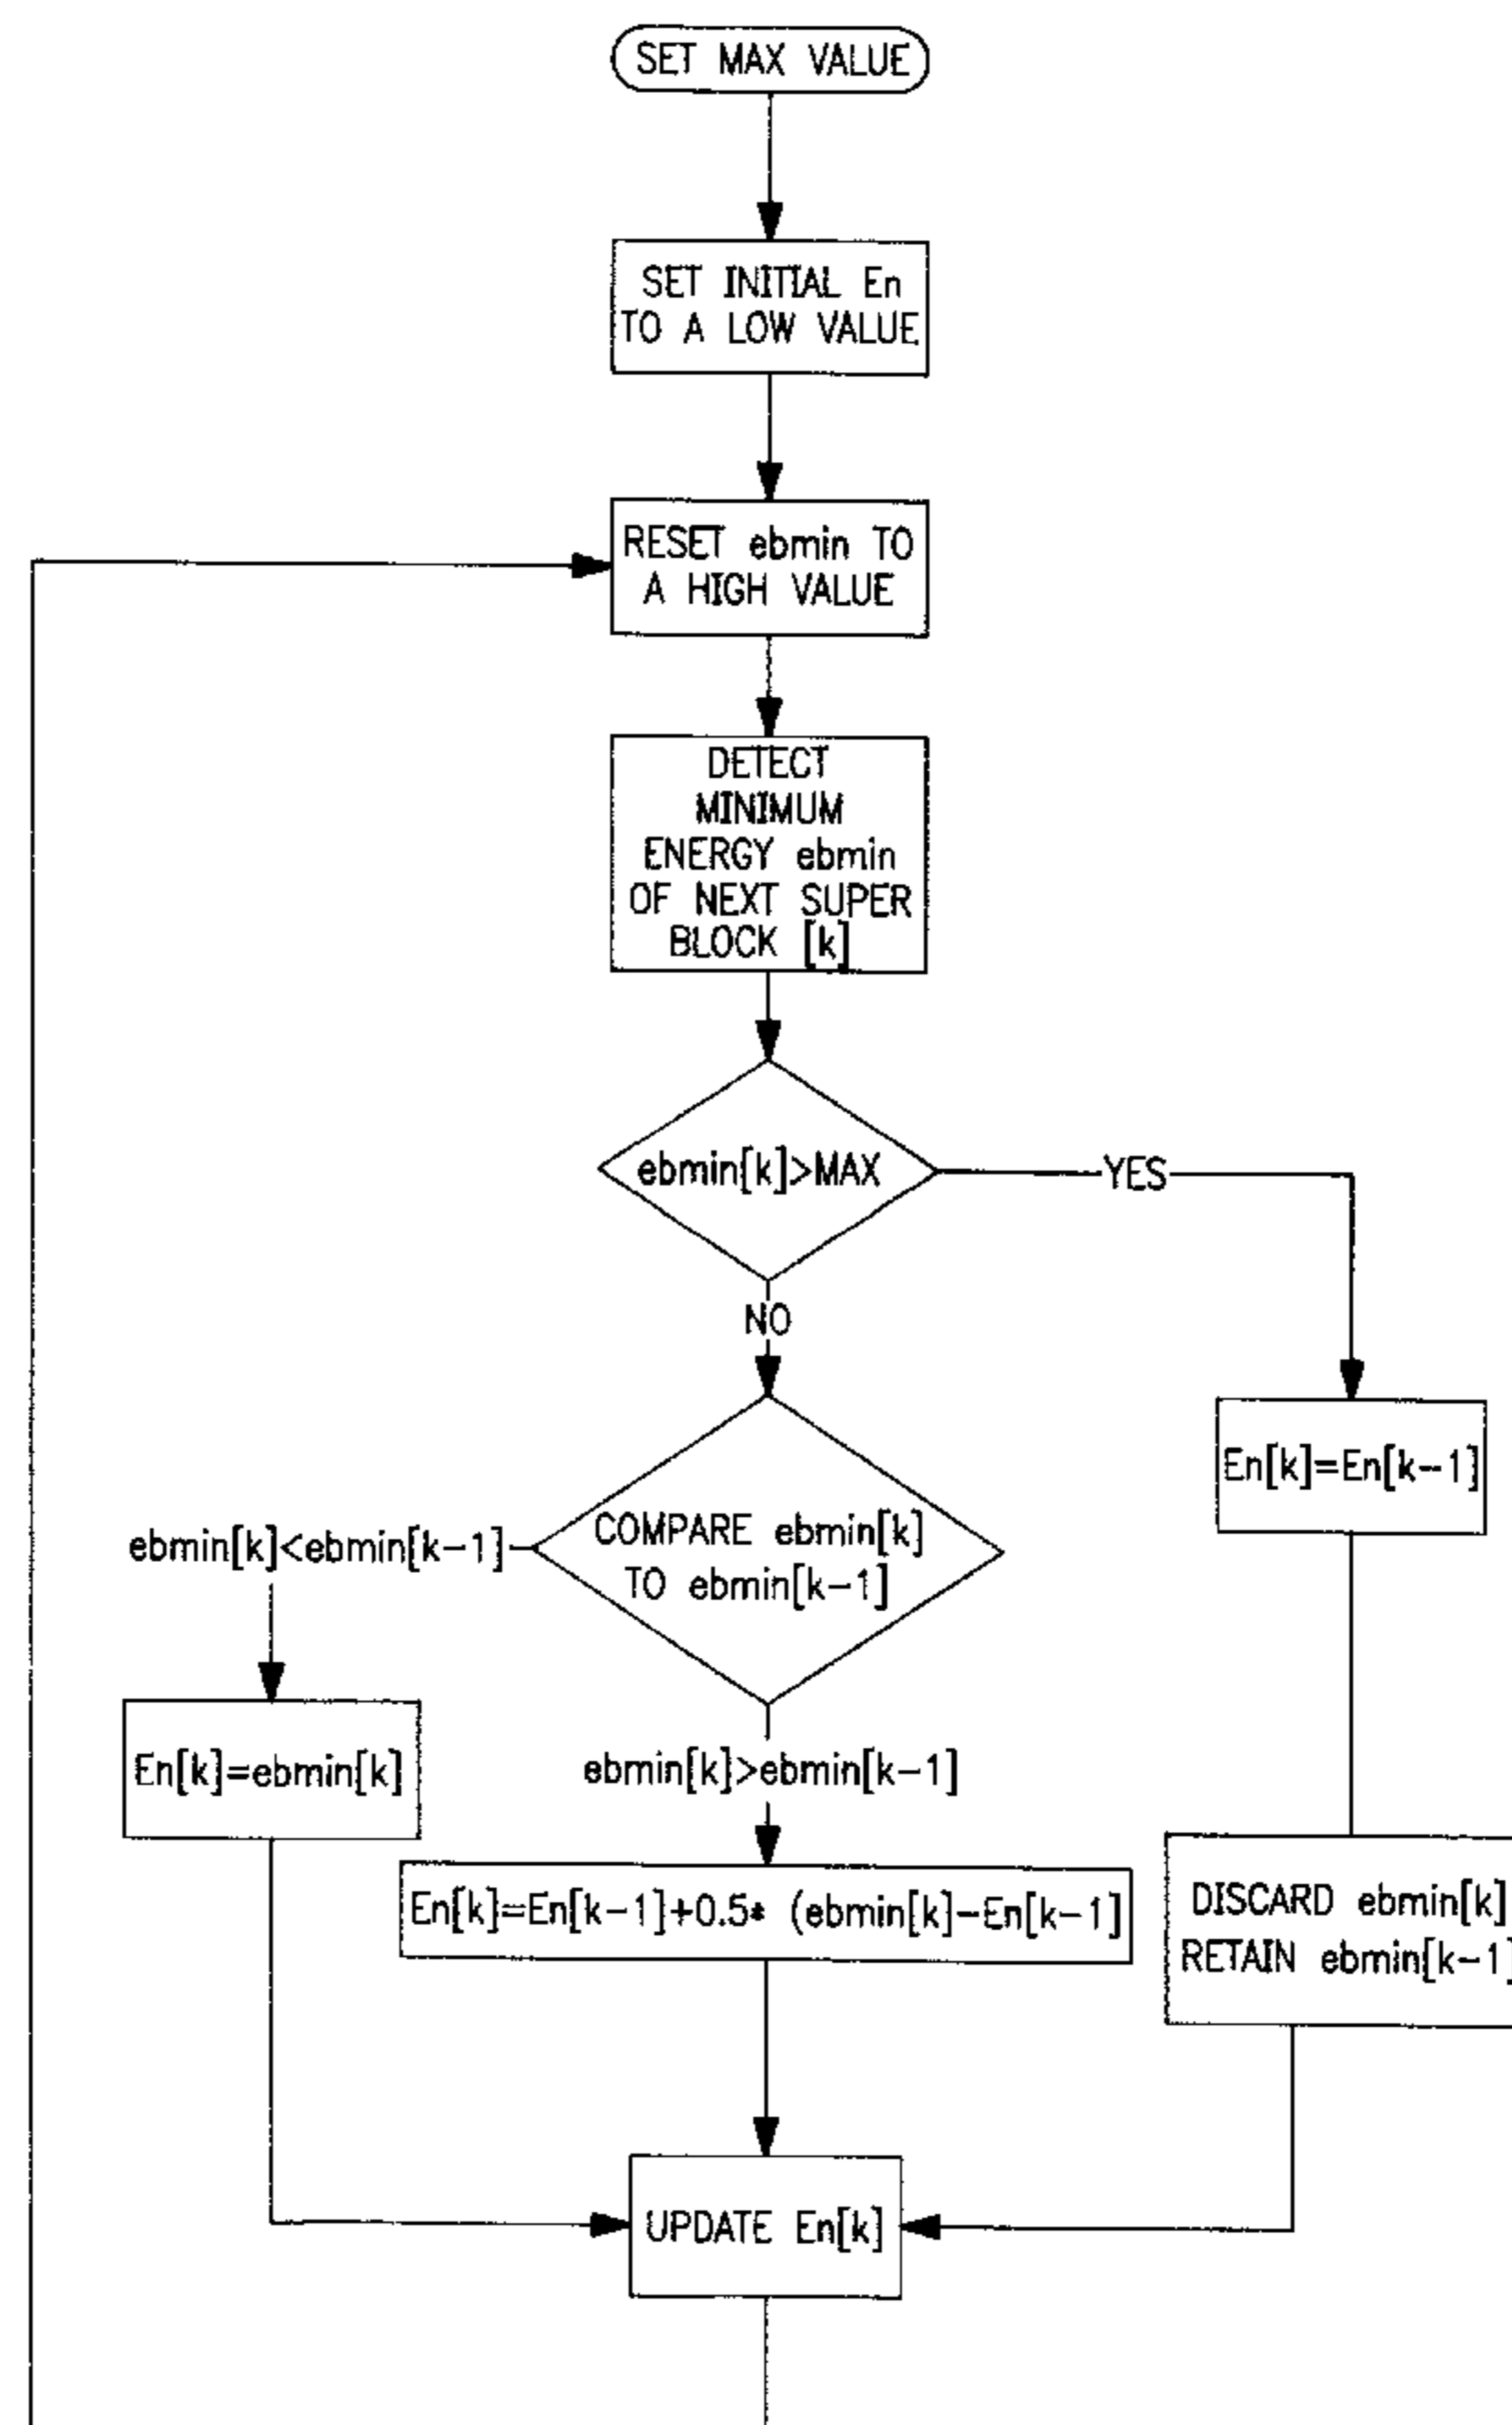 SET MAX VALUE
SET INITIAL En
TO A LOW VALUE
RESET ebmin TO
A HIGH VALUE
DETECT
MINIMUM
ENERGY ebmin
OF NEXT SUPER
BLOCK [k]
ebmin[k]>MAX
YES
NO
En[k]=En[k-1]
COMPARE ebmin[k]
TO ebmin[k-1]
ebmin[k]<ebmin[k-1]
En[k]=ebmin[k]
ebmin[k]>ebmin[k-1]
En[k]=En[k-1]+0.5* (ebmin[k]-En[k-1]
DISCARD ebmin[k]
RETAIN ebmin[k-1]
UPDATE En[k]